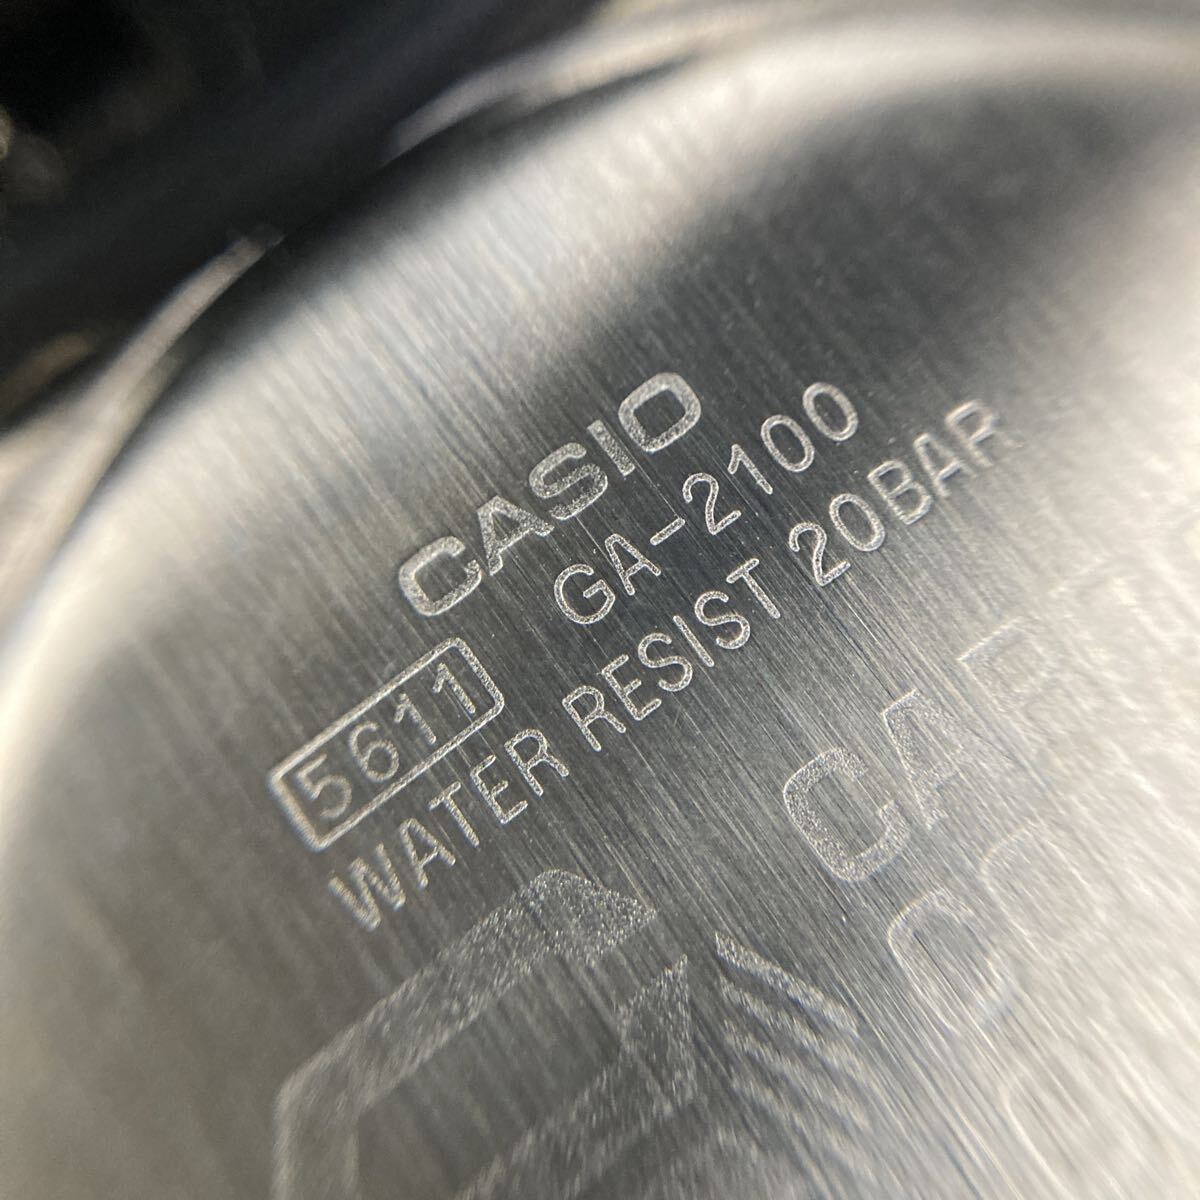 CASIO
5611 GA-2100
WATER RESIST 20BAR